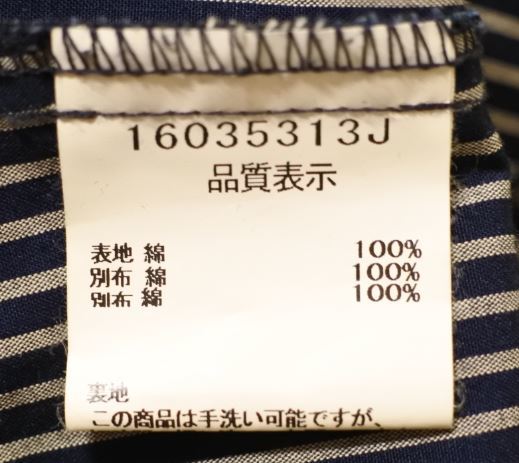 16035313J
品質表示
表地 綿 100%
別布 綿 100%
別布 綿 100%
裏地
この商品は手洗い可能ですが、